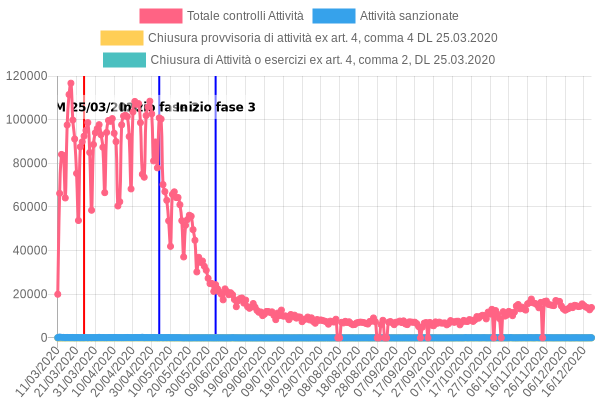 Totale controlli Attività Attività sanzionate
Chiusura provvisoria di attività ex art. 4, comma 4 DL 25.03.2020
Chiusura di Attività o esercizi ex art. 4, comma 2, DL 25.03.2020
120000
M 25/03/20 Inizio fase Inizio fase 3
100000
80000
60000
40000
20000
0
11/03/2020 21/03/2020 31/03/2020 10/04/2020 20/04/2020 30/04/2020 10/05/2020 20/05/2020 30/05/2020 09/06/2020 19/06/2020 29/06/2020 09/07/2020 19/07/2020 29/07/2020 08/08/2020 18/08/2020 28/08/2020 07/09/2020 17/09/2020 27/09/2020 07/10/2020 17/10/2020 27/10/2020 06/11/2020 16/11/2020 26/11/2020 06/12/2020 16/12/2020